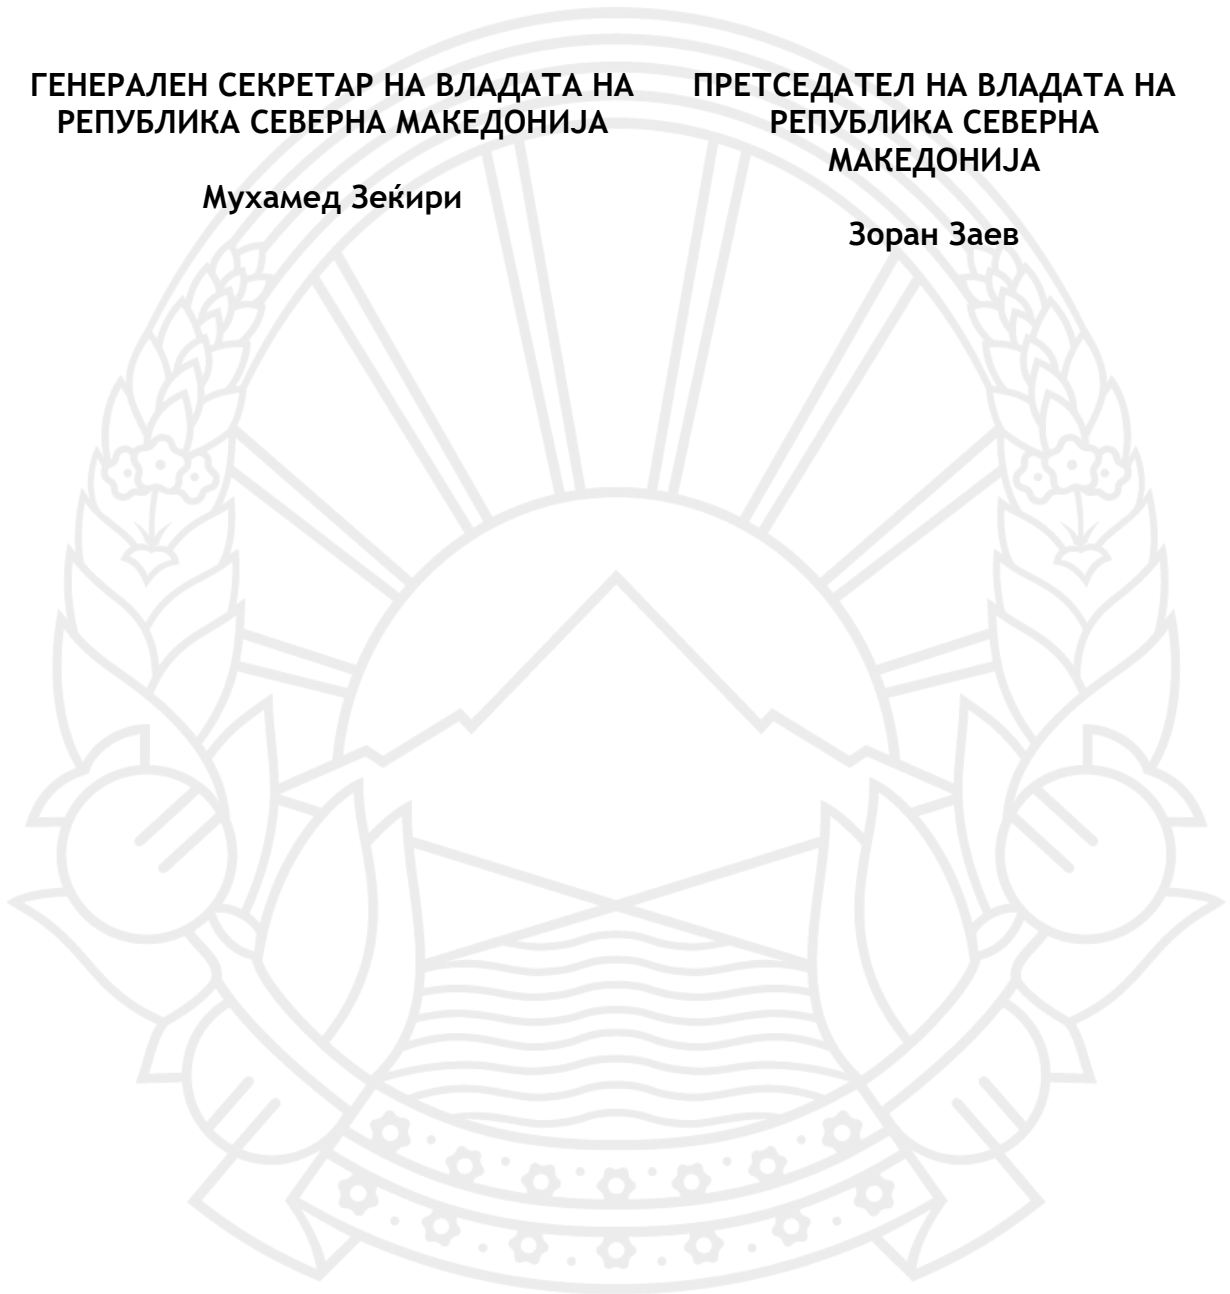 ГЕНЕРАЛЕН СЕКРЕТАР НА ВЛАДАТА НА
РЕПУБЛИКА СЕВЕРНА МАКЕДОНИЈА
Мухамед Зеќири
ПРЕТСЕДАТЕЛ НА ВЛАДАТА НА
РЕПУБЛИКА СЕВЕРНА
МАКЕДОНИЈА
Зоран Заев